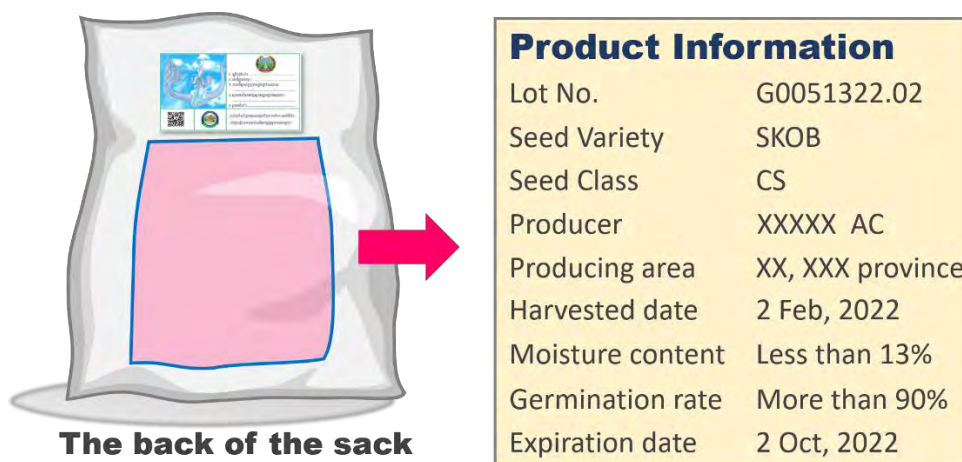 The back of the sack
Product Information
Lot No. G0051322.02
Seed Variety SKOB
Seed Class CS
Producer XXXXX AC
Producing area XX, XXX province
Harvested date 2 Feb, 2022
Moisture content Less than 13%
Germination rate More than 90%
Expiration date 2 Oct, 2022